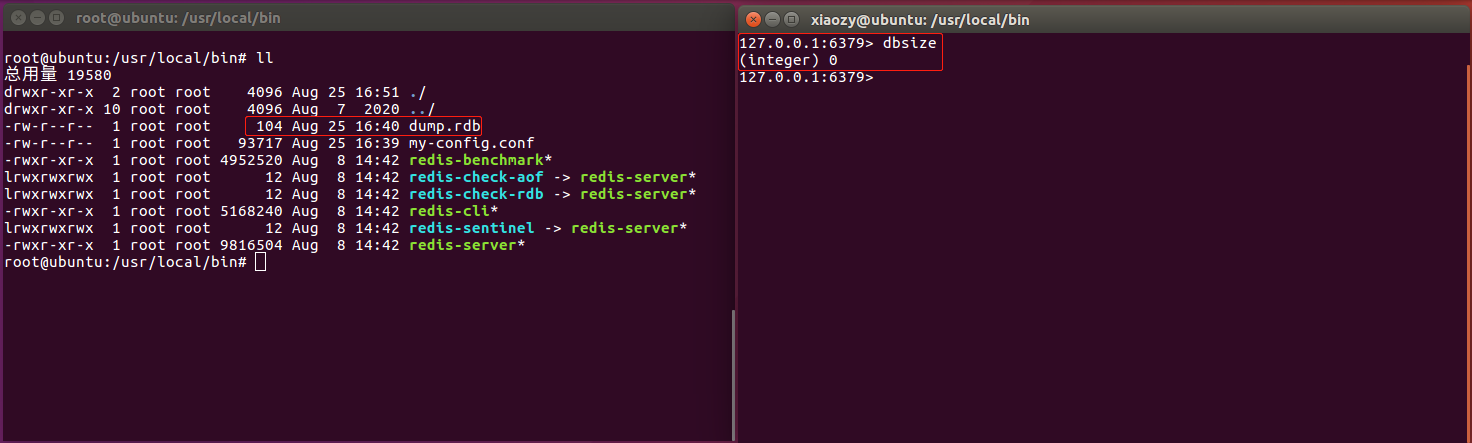 root@ubuntu: /usr/local/bin
root@ubuntu:/usr/local/bin# ll
总用量 19580
drwxr-xr-x  2 root root    4096 Aug 25 16:51 ./
drwxr-xr-x 10 root root    4096 Aug  7  2020 ../
-rw-r--r--  1 root root     104 Aug 25 16:40 dump.rdb
-rw-r--r--  1 root root   93717 Aug 25 16:39 my-config.conf
-rwxr-xr-x  1 root root 4952520 Aug  8 14:42 redis-benchmark*
lrwxrwxrwx  1 root root      12 Aug  8 14:42 redis-check-aof -> redis-server*
lrwxrwxrwx  1 root root      12 Aug  8 14:42 redis-check-rdb -> redis-server*
-rwxr-xr-x  1 root root 5168240 Aug  8 14:42 redis-cli*
lrwxrwxrwx  1 root root      12 Aug  8 14:42 redis-sentinel -> redis-server*
-rwxr-xr-x  1 root root 9816504 Aug  8 14:42 redis-server*
root@ubuntu:/usr/local/bin#
xiaozy@ubuntu: /usr/local/bin
127.0.0.1:6379> dbsize
(integer) 0
127.0.0.1:6379>